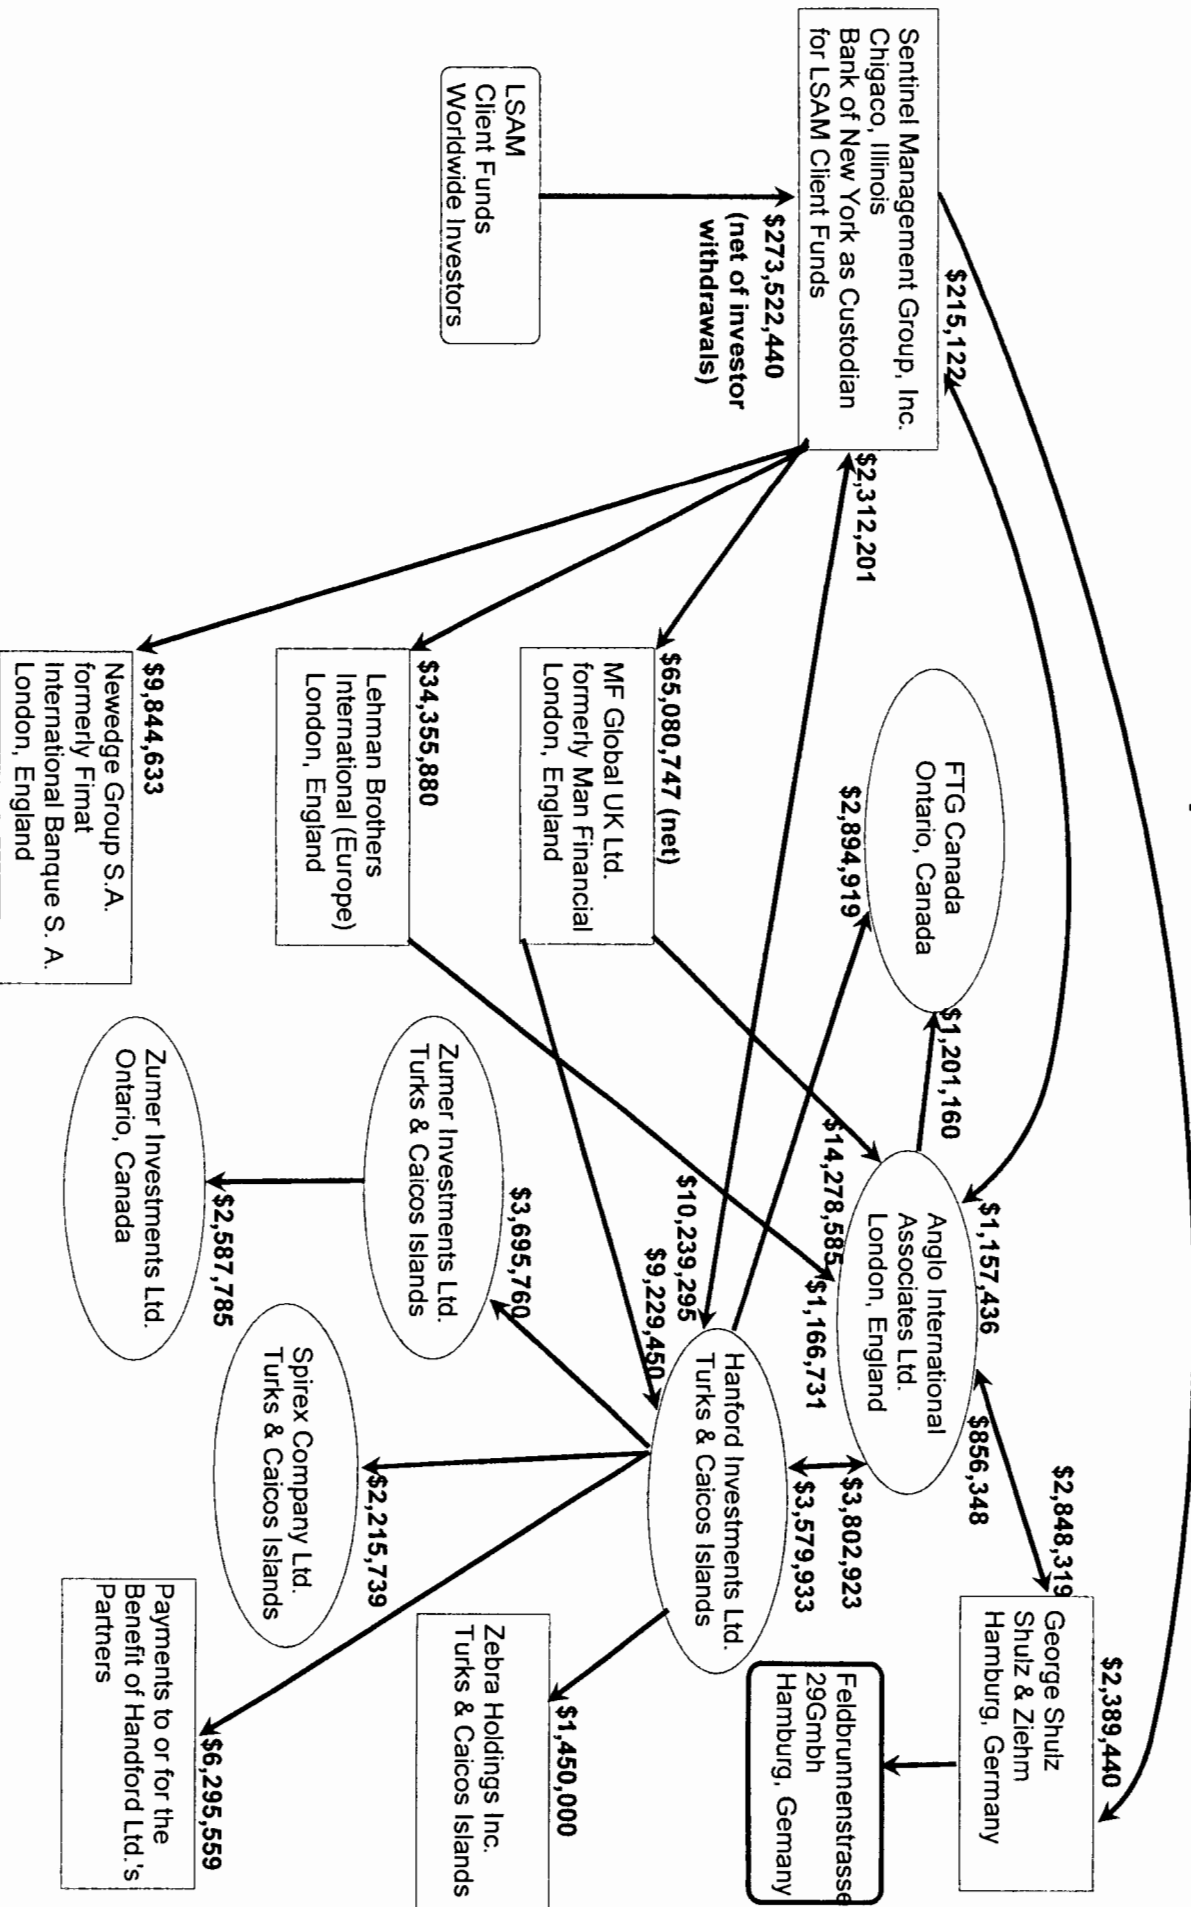 Sentinel Management Group, Inc.
Chigaco, Illinois
Bank of New York as Custodian
for LSAM Client Funds
$215,122
$273,522,440
(net of investor
withdrawals)
LSAM
Client Funds
Worldwide Investors
$2,312,201
FTG Canada
Ontario, Canada
$2,894,919
$1,201,160
$65,080,747 (net)
MF Global UK Ltd.
formerly Man Financial
London, England
$34,355,880
Lehman Brothers
International (Europe)
London, England
$9,844,633
Newedge Group S.A.
formerly Fimat
International Banque S. A.
London, England
$1,157,436
Anglo International
Associates Ltd.
London, England
$14,278,585
$1,166,731
$856,348
$2,848,319
$2,389,440
George Shulz
Shulz & Ziehm
Hamburg, Germany
Feldbrunnenstrasse
29Gmbh
Hamburg, Gemany
$3,802,923
$3,579,933
$10,239,295
$9,229,450
Hanford Investments Ltd.
Turks & Caicos Islands
$3,695,760
Zumer Investments Ltd.
Turks & Caicos Islands
$2,587,785
Zumer Investments Ltd.
Ontario, Canada
$2,215,739
Spirex Company Ltd.
Turks & Caicos Islands
$1,450,000
Zebra Holdings Inc.
Turks & Caicos Islands
$6,295,559
Payments to or for the
Benefit of Handford Ltd.'s
Partners